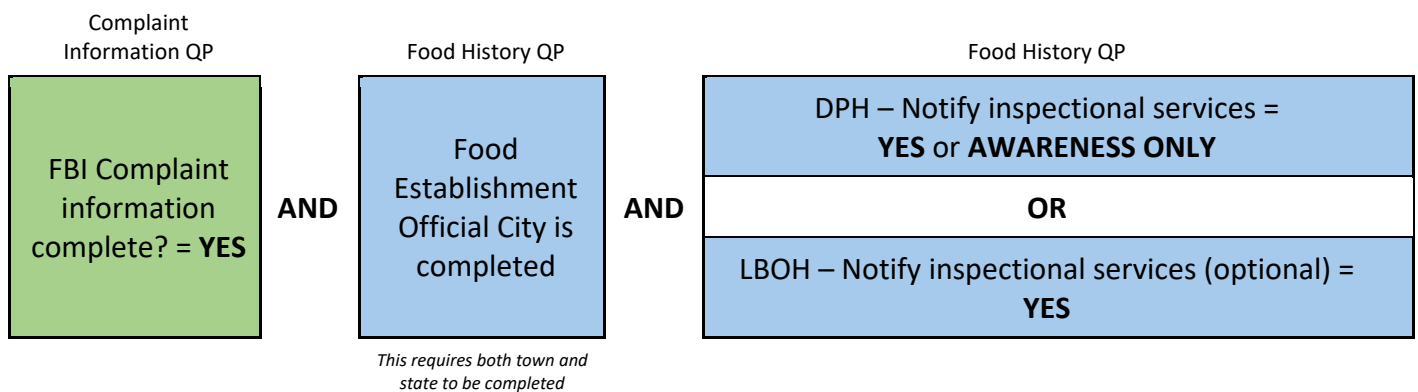 Complaint
Information QP
Food History QP
Food History QP
FBI Complaint
information
complete? = YES
AND
Food
Establishment
Official City is
completed
AND
DPH – Notify inspectional services =
YES or AWARENESS ONLY
OR
LBOH – Notify inspectional services (optional) =
YES
This requires both town and
state to be completed